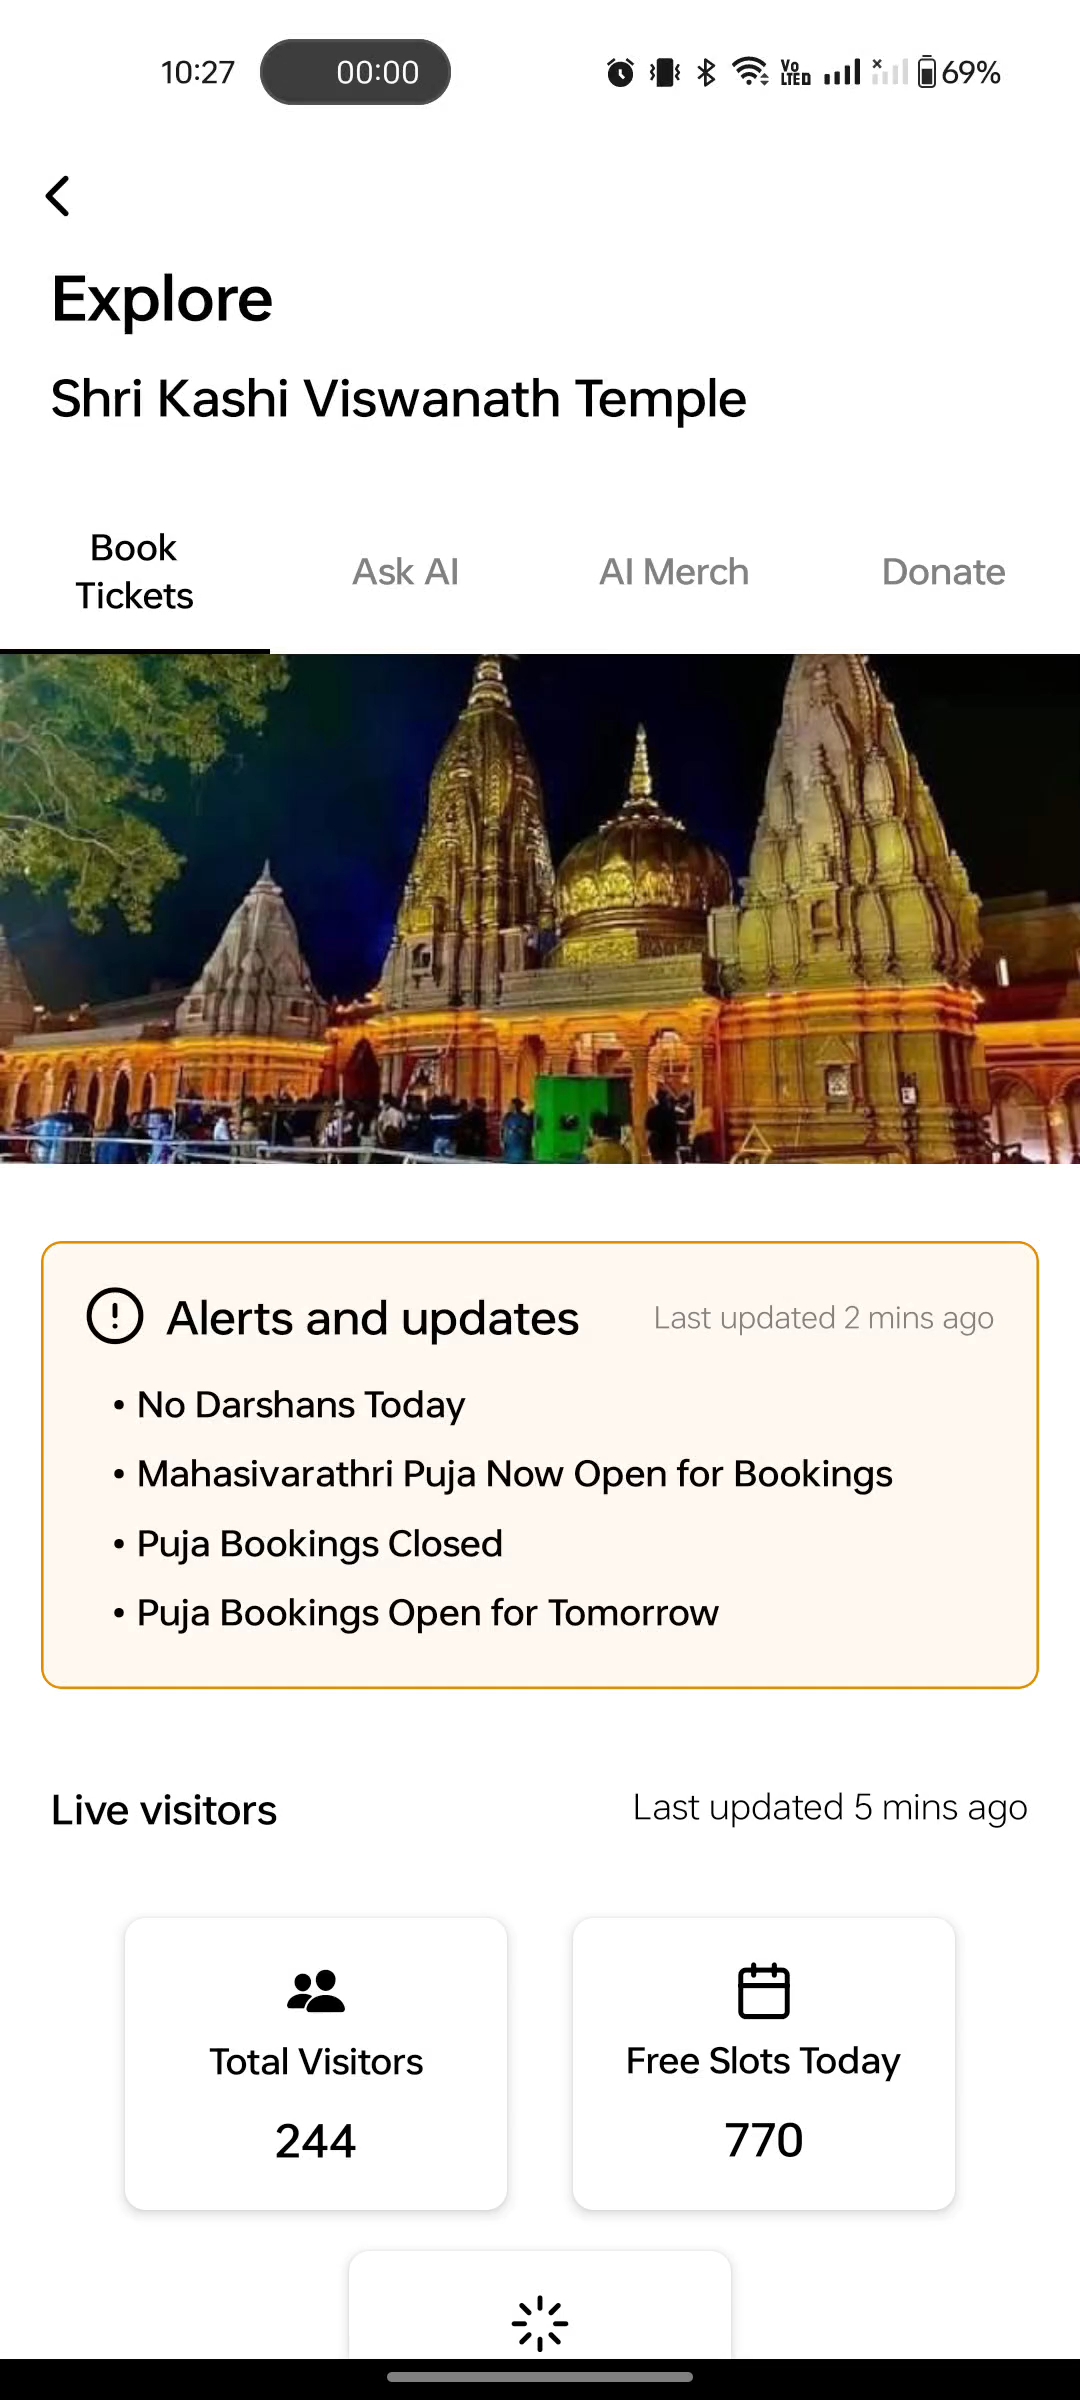 10:27
00:00
Vo
LTED
69%
Explore
Shri Kashi Viswanath Temple
Book
Tickets
Ask AI
AI Merch
Donate
Alerts and updates
Last updated 2 mins ago
• No Darshans Today
• Mahasivarathri Puja Now Open for Bookings
• Puja Bookings Closed
• Puja Bookings Open for Tomorrow
Live visitors
Last updated 5 mins ago
Total Visitors
244
Free Slots Today
770